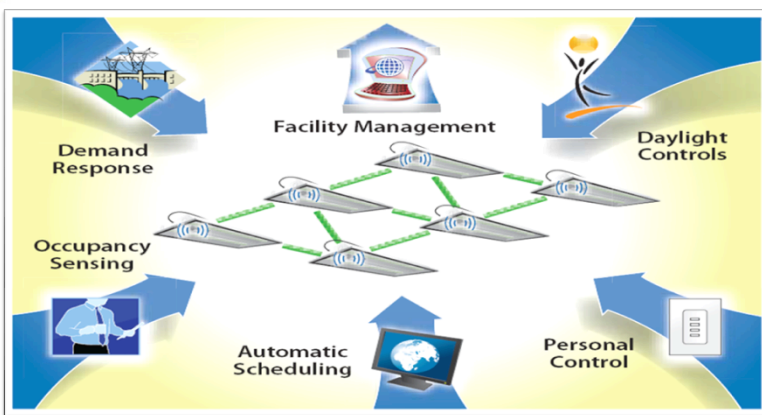 Facility Management
Demand
Response
Daylight
Controls
Occupancy
Sensing
Automatic
Scheduling
Personal
Control